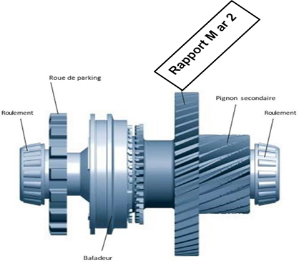 Rapport M ar 2
Roue de parking
Pignon secondaire
Roulement
Roulement
Baladeur